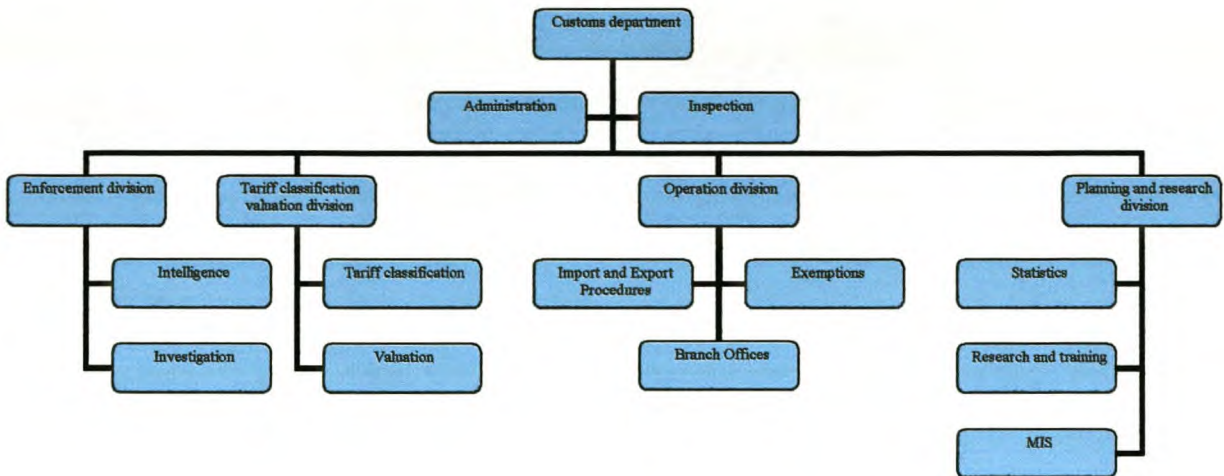 Customs department
Administration
Inspection
Enforcement division
Tariff classification
valuation division
Operation division
Planning and research
division
Intelligence
Tariff classification
Import and Export
Procedures
Exemptions
Statistics
Investigation
Valuation
Branch Offices
Research and training
MIS